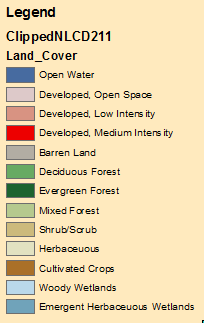 Legend
ClippedNLCD211
Land_Cover
Open Water
Developed, Open Space
Developed, Low Intensity
Developed, Medium Intensity
Barren Land
Deciduous Forest
Evergreen Forest
Mixed Forest
Shrub/Scrub
Herbaceuous
Cultivated Crops
Woody Wetlands
Emergent Herbaceuous Wetlands